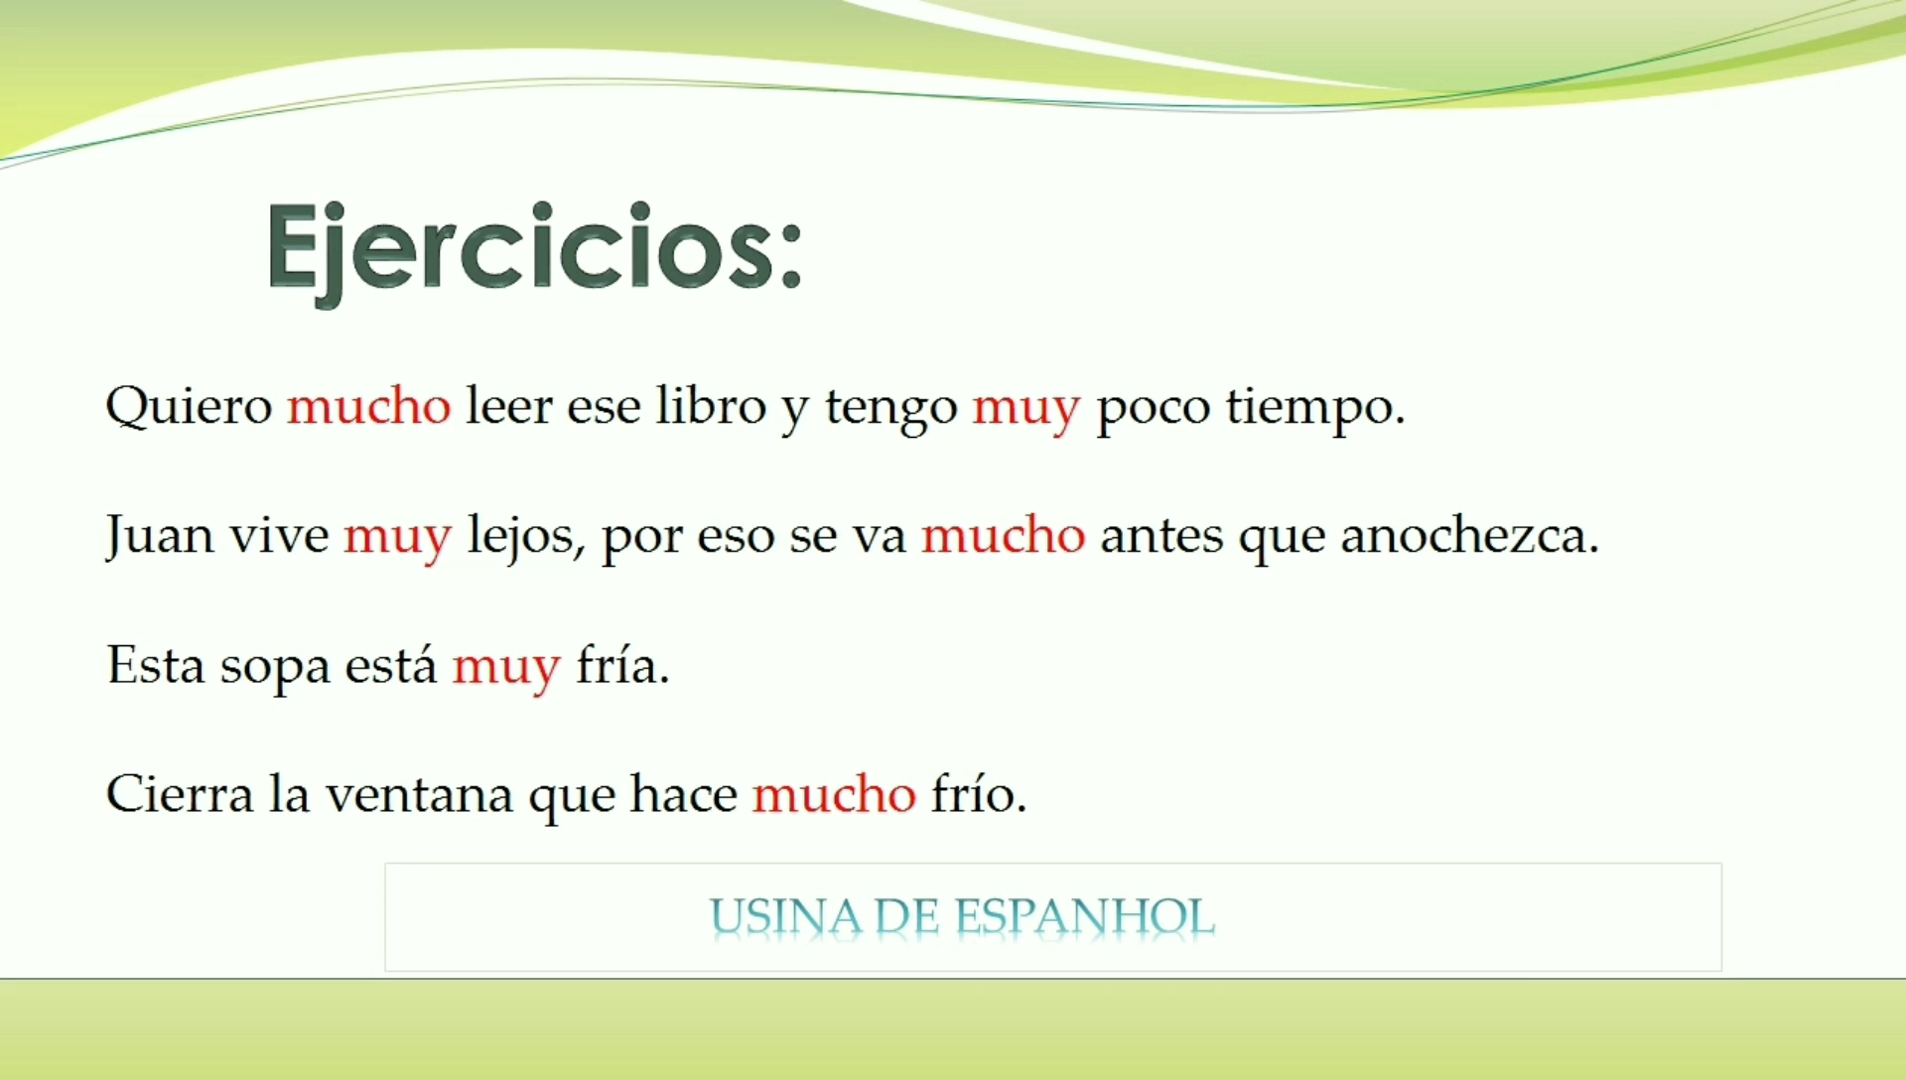 Ejercicios:
Quiero mucho leer ese libro y tengo muy poco tiempo.
Juan vive muy lejos, por eso se va mucho antes que anochezca.
Esta sopa está muy fría.
Cierra la ventana que hace mucho frío.
USINA DE ESPANHOL